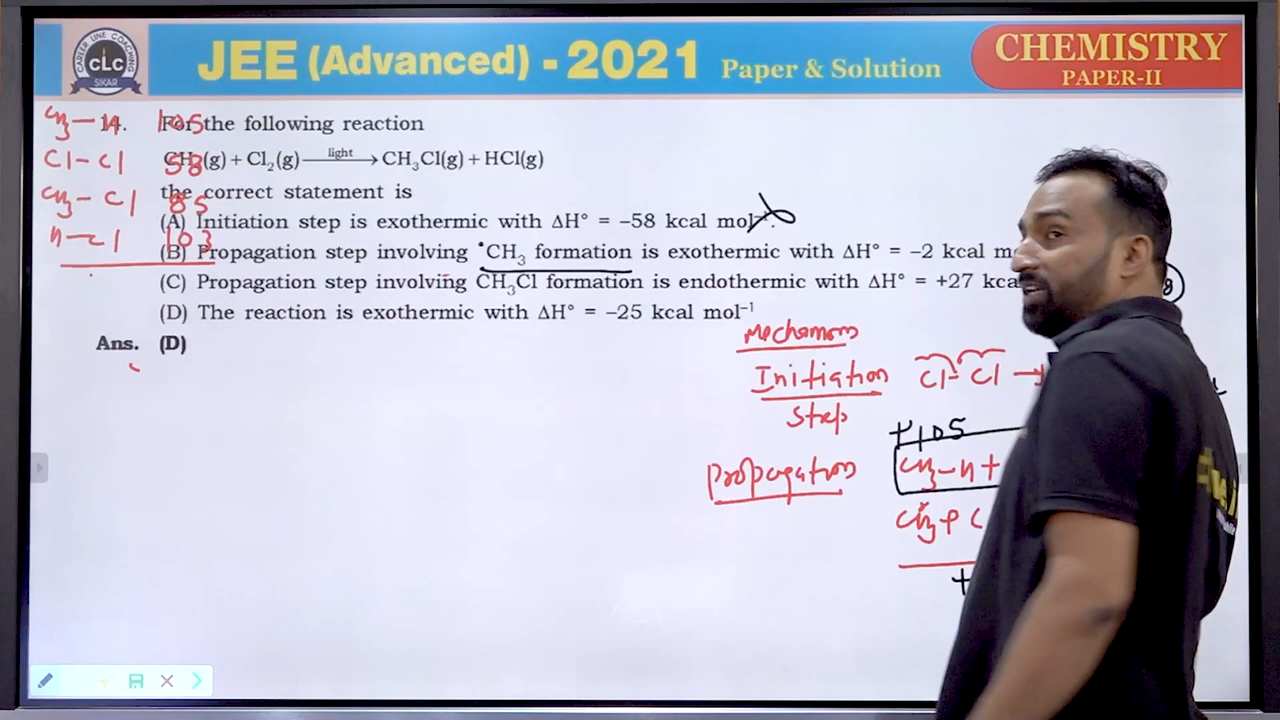 CAREER LINE COACHING
CLC
SIKAR
JEE (Advanced) - 2021 Paper & Solution
CHEMISTRY
PAPER-II
14. For the following reaction
(g) + Cl₂(g) light → CH₃Cl(g) + HCl(g)
the correct statement is
(A) Initiation step is exothermic with ΔH° = –58 kcal mol
(B) Propagation step involving •CH₃ formation is exothermic with ΔH° = –2 kcal m
(C) Propagation step involving CH₃Cl formation is endothermic with ΔH° = +27 kca
(D) The reaction is exothermic with ΔH° = –25 kcal mol⁻¹
Ans. (D)
CH₃–H 105
Cl–Cl 58
CH₃–Cl 85
H–Cl 103
Mechanism
Initiation Step Cl–Cl →
+105
Propagation CH₃–H +